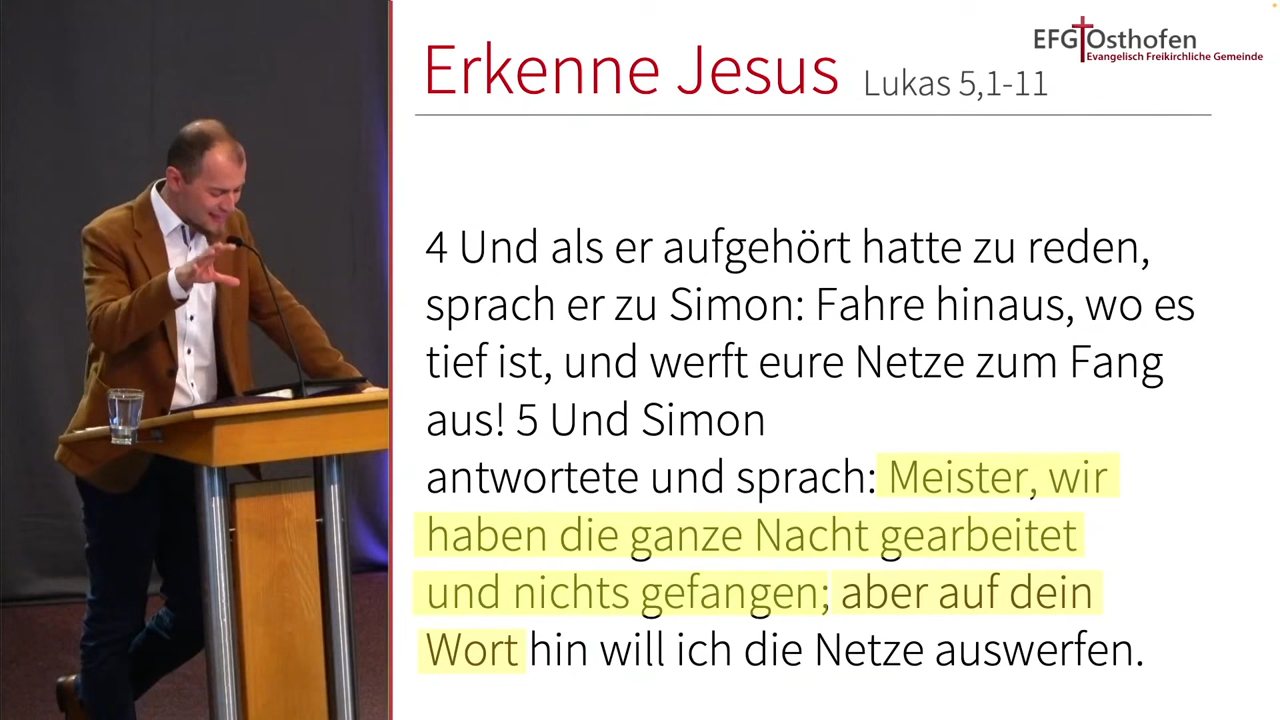 EFG Osthofen
Evangelisch Freikirchliche Gemeinde
Erkenne Jesus Lukas 5,1-11
4 Und als er aufgehört hatte zu reden,
sprach er zu Simon: Fahre hinaus, wo es
tief ist, und werft eure Netze zum Fang
aus! 5 Und Simon
antwortete und sprach: Meister, wir
haben die ganze Nacht gearbeitet
und nichts gefangen; aber auf dein
Wort hin will ich die Netze auswerfen.